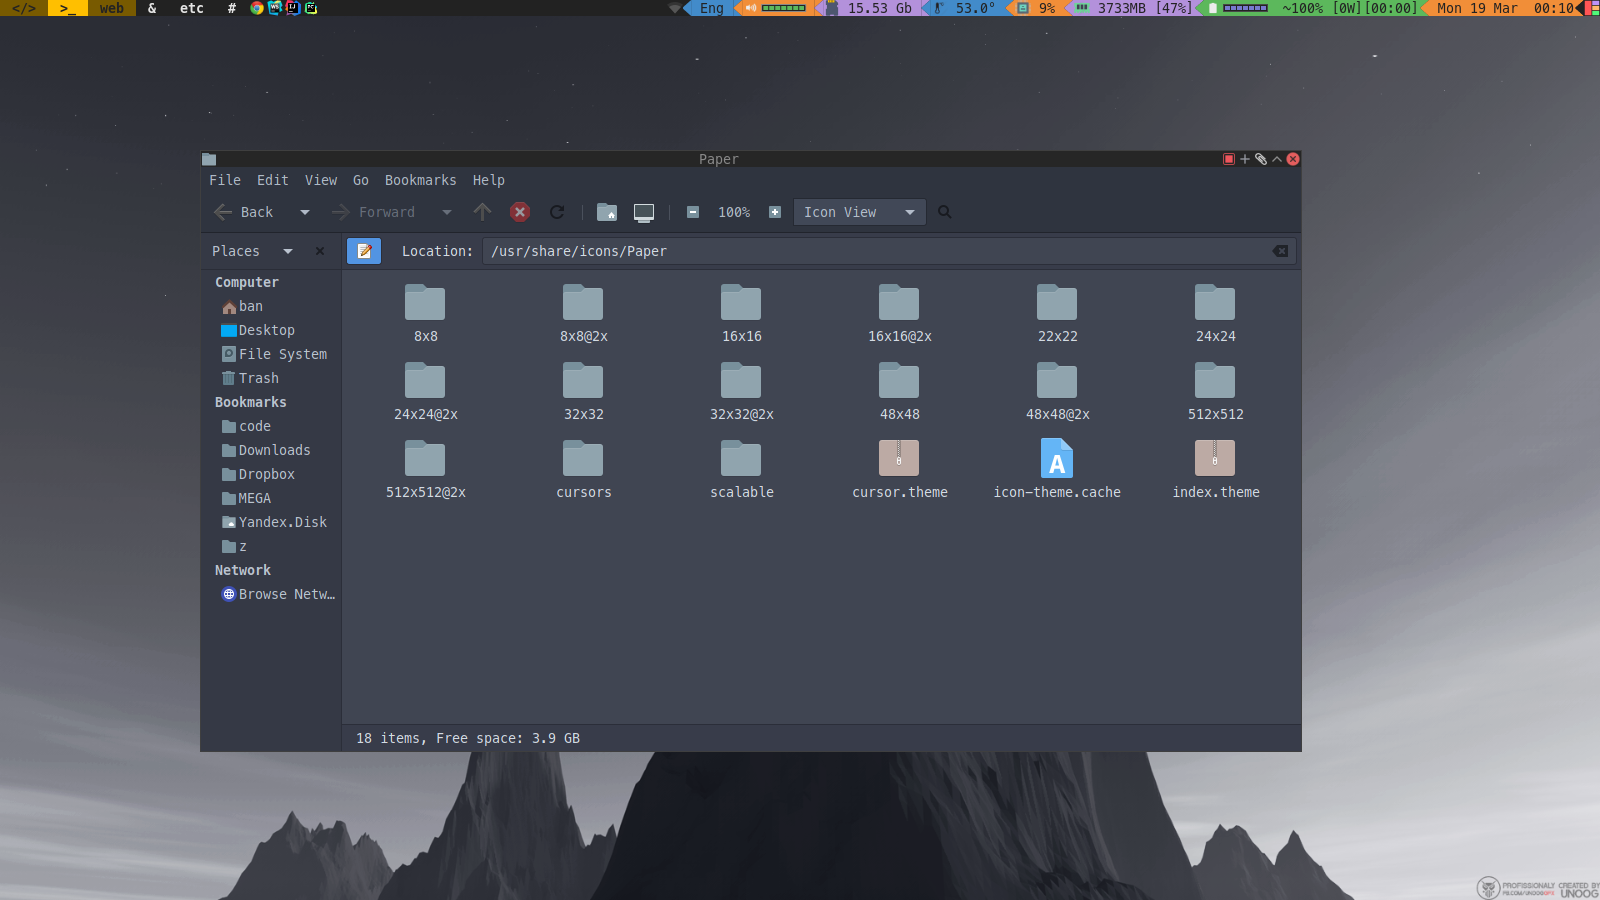 </> >_ web & etc # Eng 15.53 Gb 53.0° 9% 3733MB [47%] ~100% [0W][00:00] Mon 19 Mar 00:10
Paper
File Edit View Go Bookmarks Help
Back Forward 100% Icon View
Places Location: /usr/share/icons/Paper
Computer
ban
Desktop
File System
Trash
Bookmarks
code
Downloads
Dropbox
MEGA
Yandex.Disk
z
Network
Browse Netw...
8x8 8x8@2x 16x16 16x16@2x 22x22 24x24
24x24@2x 32x32 32x32@2x 48x48 48x48@2x 512x512
512x512@2x cursors scalable cursor.theme icon-theme.cache index.theme
18 items, Free space: 3.9 GB
PROFISSIONALY CREATED BY
UNOOG